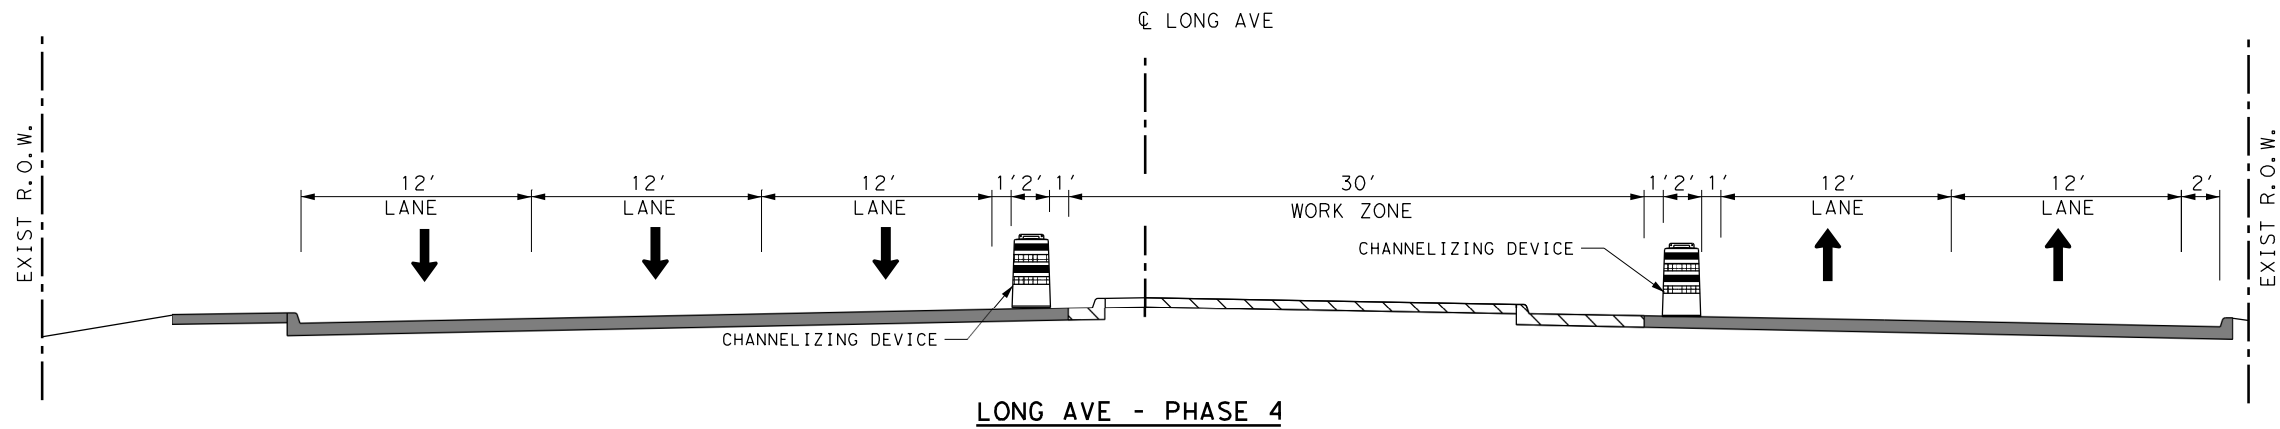 ℄ LONG AVE
EXIST R.O.W.
12' 12' 12' 1' 2' 1' 30' 1' 2' 1' 12' 12' 2'
LANE LANE LANE WORK ZONE LANE LANE
CHANNELIZING DEVICE
CHANNELIZING DEVICE
EXIST R.O.W.
LONG AVE - PHASE 4